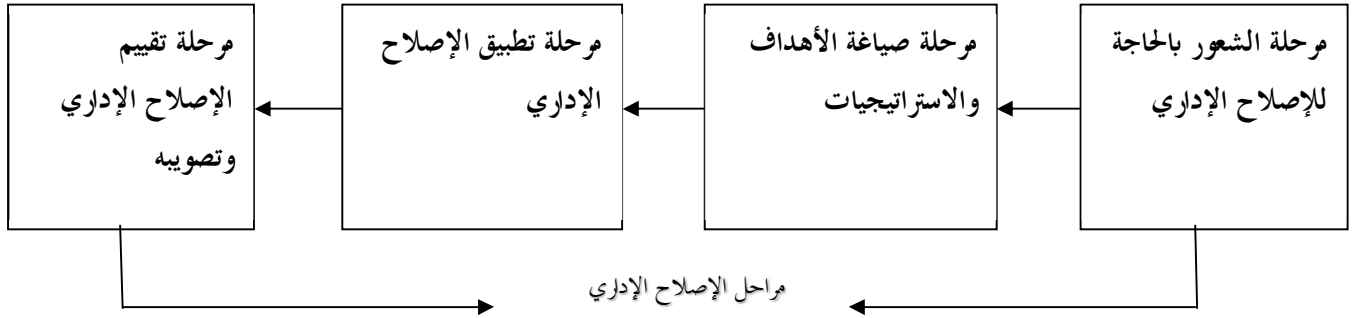 مرحلة الشعور بالحاجة
للإصلاح الإداري
مرحلة صياغة الأهداف
والاستراتيجيات
مرحلة تطبيق الإصلاح
الإداري
مرحلة تقييم
الإصلاح الإداري
وتصويبه
مراحل الإصلاح الإداري